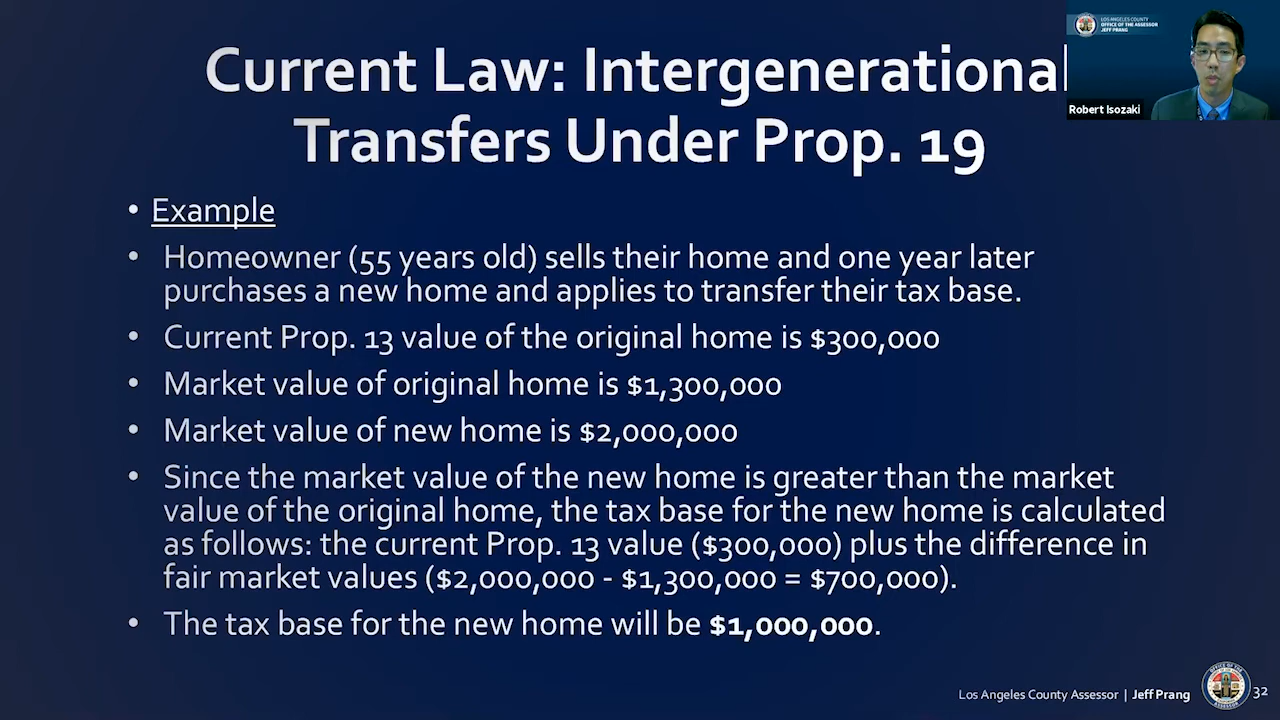 Current Law: Intergenerational
Transfers Under Prop. 19
LOS ANGELES COUNTY
OFFICE OF THE ASSESSOR
JEFF PRANG
Robert Isozaki
• Example
• Homeowner (55 years old) sells their home and one year later
purchases a new home and applies to transfer their tax base.
• Current Prop. 13 value of the original home is $300,000
• Market value of original home is $1,300,000
• Market value of new home is $2,000,000
• Since the market value of the new home is greater than the market
value of the original home, the tax base for the new home is calculated
as follows: the current Prop. 13 value ($300,000) plus the difference in
fair market values ($2,000,000 - $1,300,000 = $700,000).
• The tax base for the new home will be $1,000,000.
Los Angeles County Assessor | Jeff Prang
32